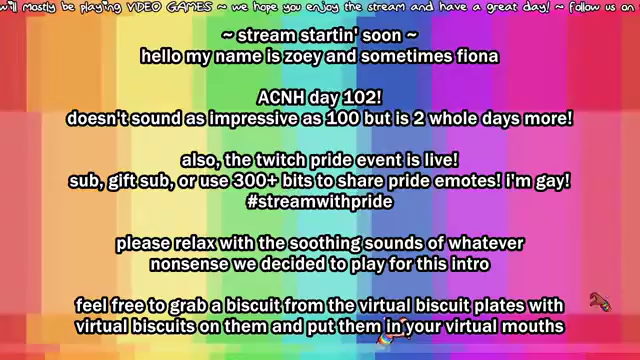 will mostly be playing VIDEO GAMES ~ we hope you enjoy the stream and have a great day! ~ follow us on
~ stream startin' soon ~
hello my name is zoey and sometimes fiona
ACNH day 102!
doesn't sound as impressive as 100 but is 2 whole days more!
also, the twitch pride event is live!
sub, gift sub, or use 300+ bits to share pride emotes! i'm gay!
#streamwithpride
please relax with the soothing sounds of whatever
nonsense we decided to play for this intro
feel free to grab a biscuit from the virtual biscuit plates with
virtual biscuits on them and put them in your virtual mouths